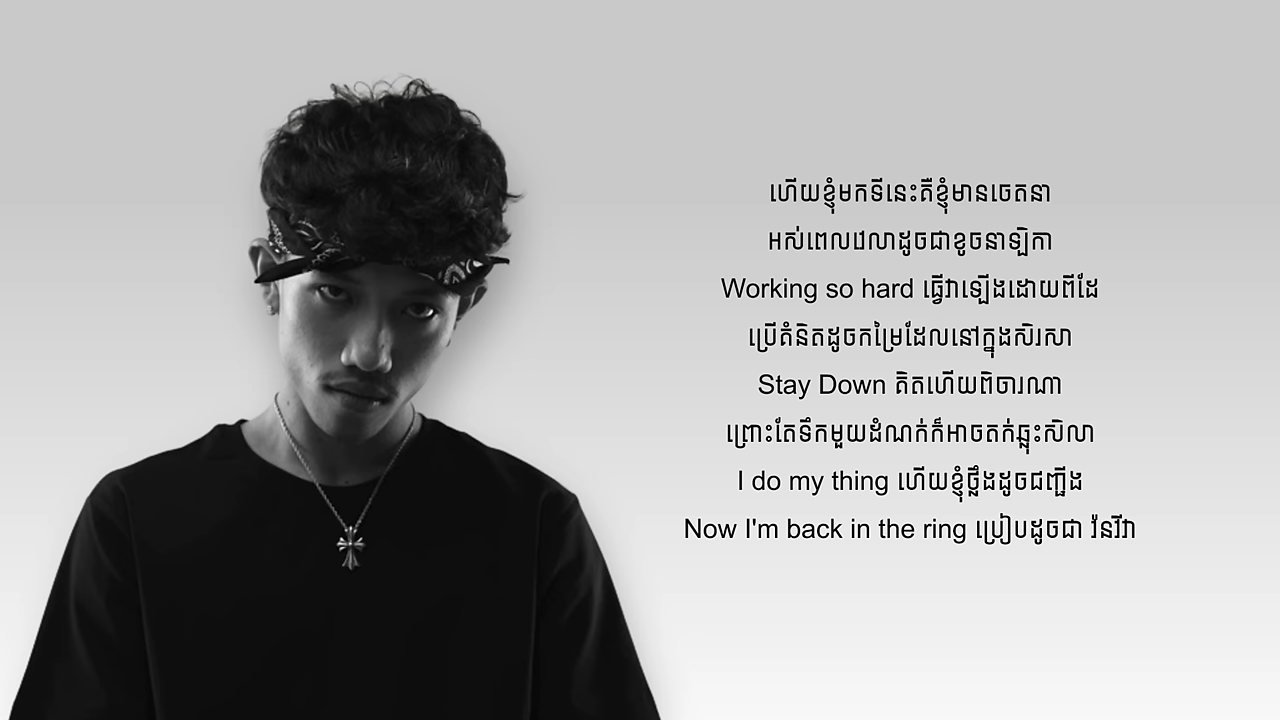 ហើយខ្ញុំមកទីនេះគឺខ្ញុំមានចេតនា
អស់ពេលវេលាដូចជាខូចនាឡិកា
Working so hard ធ្វើវាឡើងដោយពីដៃ
ប្រើគំនិតដូចកម្រៃដែលនៅក្នុងសិរសា
Stay Down គិតហើយពិចារណា
ព្រោះតែទឹកមួយដំណក់ក៏អាចតក់ឆ្លុះសិលា
I do my thing ហើយខ្ញុំថ្លឹងដូចជញ្ជីង
Now I'm back in the ring ប្រៀបដូចជា វ៉នវីវា